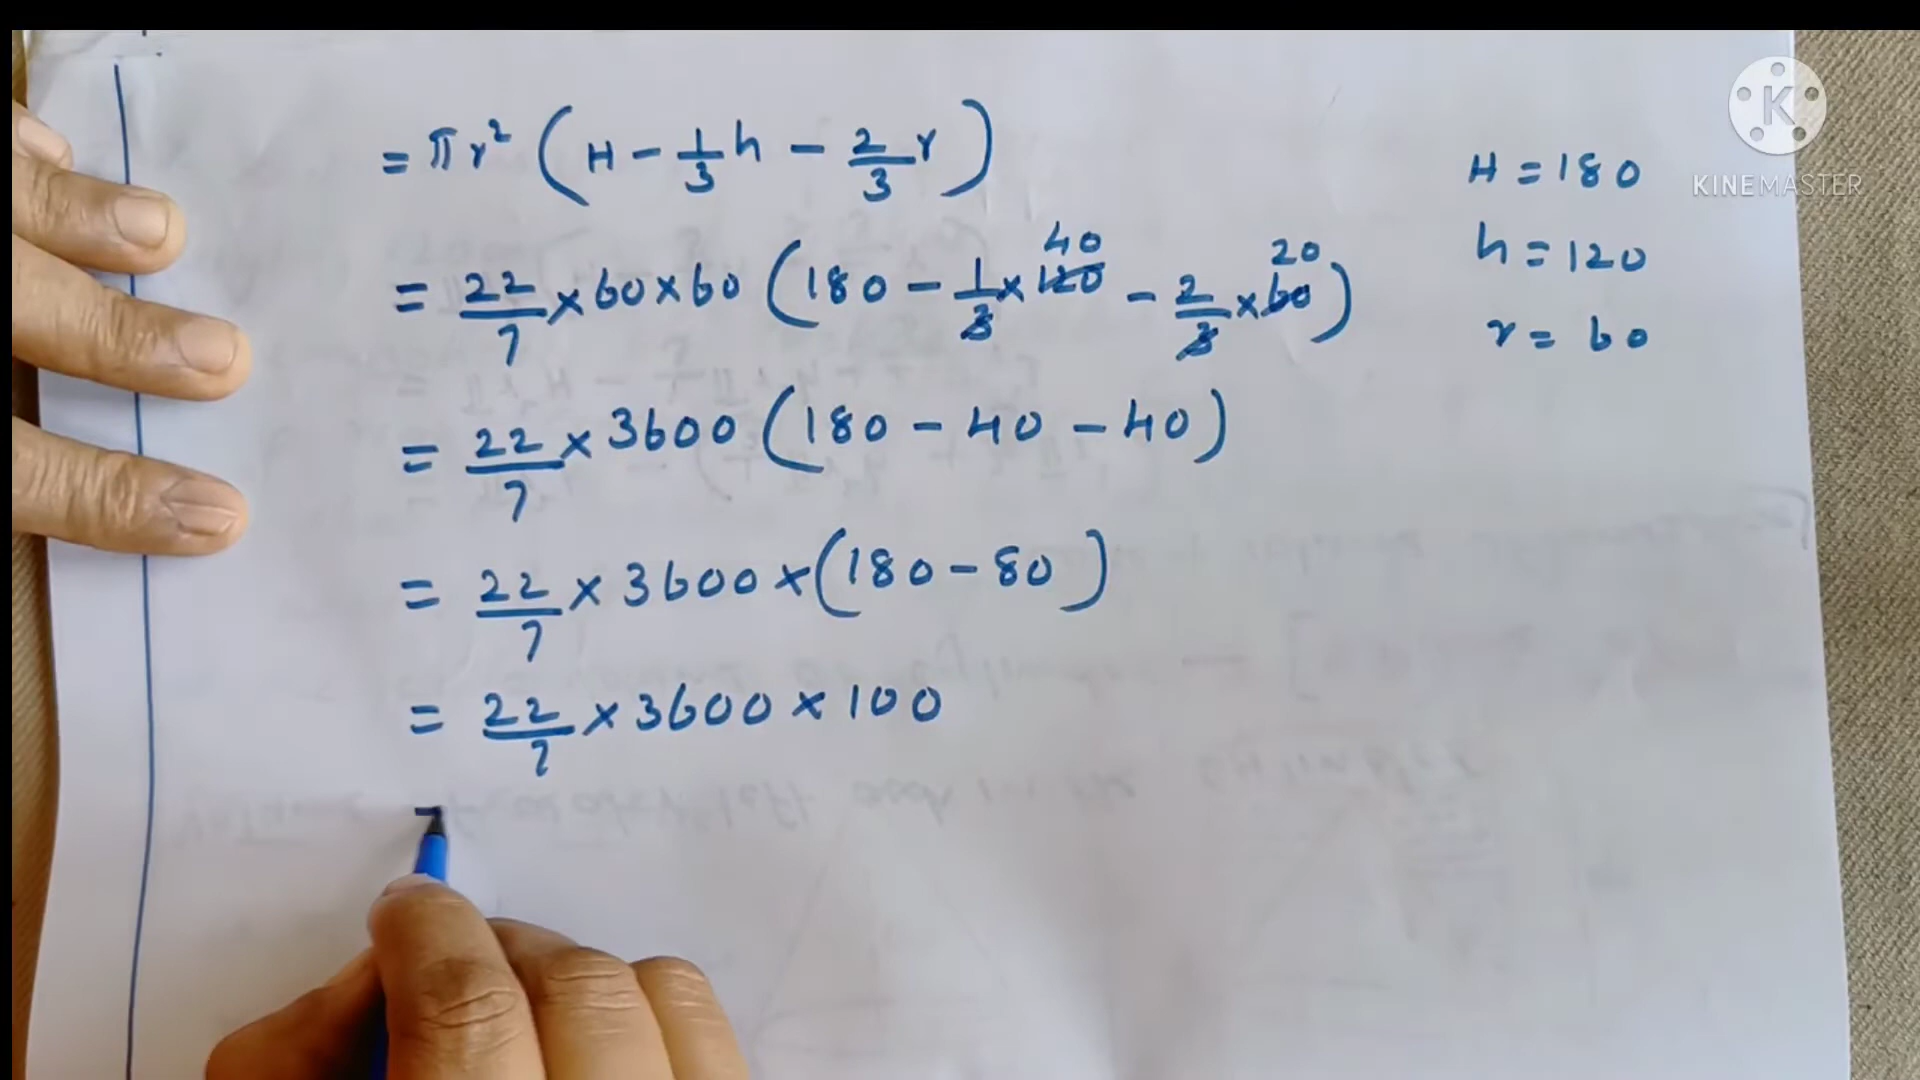 = π r² ( H - 1/3 h - 2/3 r )
= 22/7 × 60 × 60 ( 180 - 1/3 × 120 40 - 2/3 × 60 20 )
= 22/7 × 3600 ( 180 - 40 - 40 )
= 22/7 × 3600 × ( 180 - 80 )
= 22/7 × 3600 × 100
H = 180
h = 120
r = 60
K
KINEMASTER